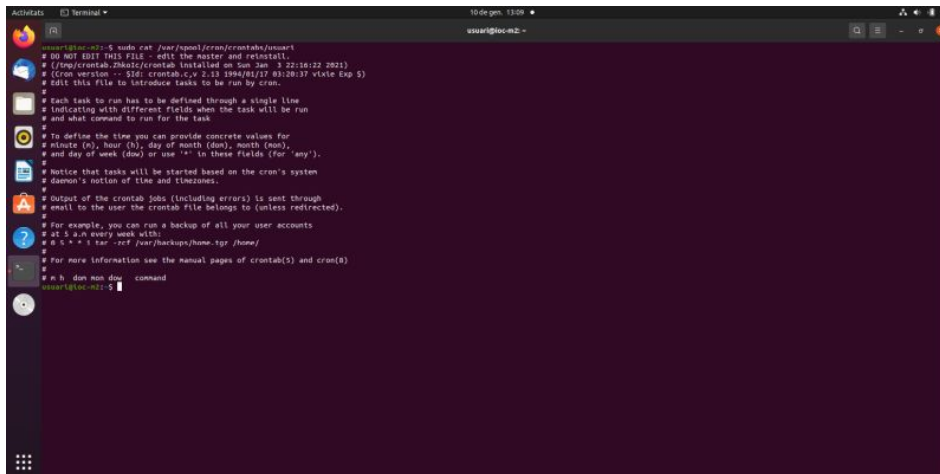 Activitats
Terminal
10 de gen. 13:09
usuari@ioc-m2: ~
usuari@ioc-m2:~$ sudo cat /var/spool/cron/crontabs/usuari
# DO NOT EDIT THIS FILE - edit the master and reinstall.
# (/tmp/crontab.Zhkolc/crontab installed on Sun Jan  3 22:16:22 2021)
# (Cron version -- $Id: crontab.c,v 2.13 1994/01/17 03:20:37 vixie Exp $)
# Edit this file to introduce tasks to be run by cron.
#
# Each task to run has to be defined through a single line
# indicating with different fields when the task will be run
# and what command to run for the task
#
# To define the time you can provide concrete values for
# minute (m), hour (h), day of month (dom), month (mon),
# and day of week (dow) or use '*' in these fields (for 'any').
#
# Notice that tasks will be started based on the cron's system
# daemon's notion of time and timezones.
#
# Output of the crontab jobs (including errors) is sent through
# email to the user the crontab file belongs to (unless redirected).
#
# For example, you can run a backup of all your user accounts
# at 5 a.m every week with:
# 0 5 * * 1 tar -zcf /var/backups/home.tgz /home/
#
# For more information see the manual pages of crontab(5) and cron(8)
#
# m h  dom mon dow   command
usuari@ioc-m2:~$